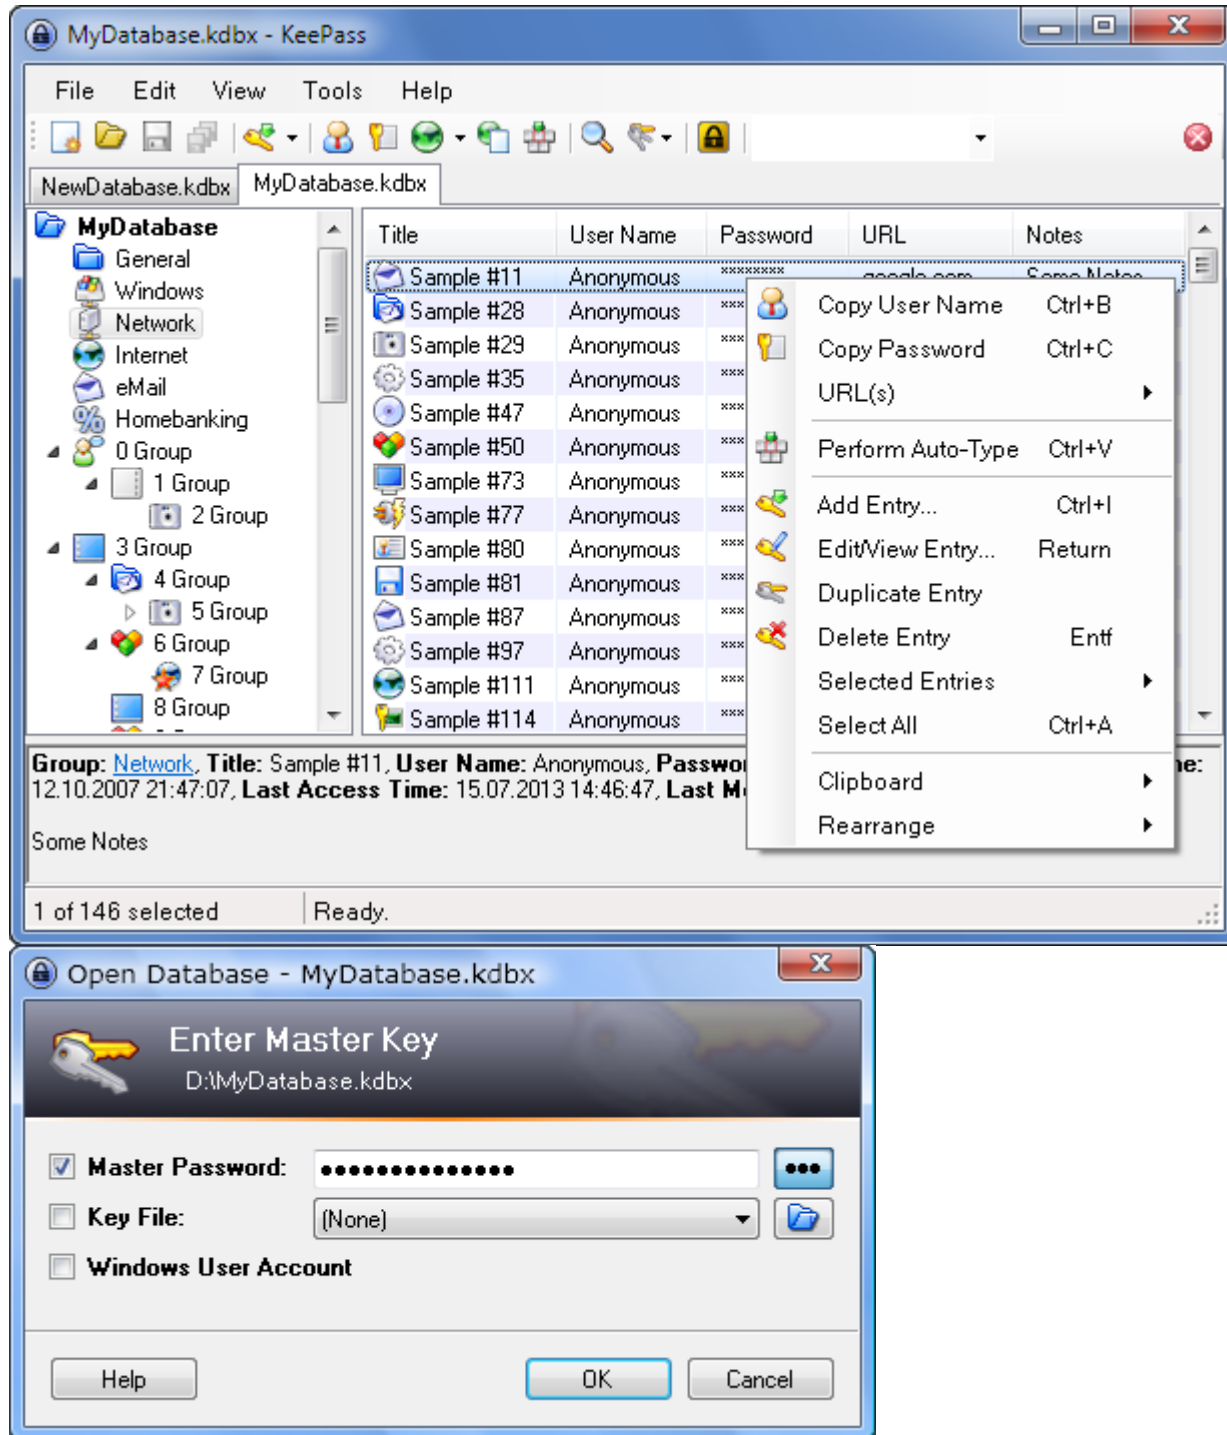 MyDatabase.kdbx - KeePass
File Edit View Tools Help
NewDatabase.kdbx MyDatabase.kdbx
MyDatabase
General
Windows
Network
Internet
eMail
Homebanking
0 Group
1 Group
2 Group
3 Group
4 Group
5 Group
6 Group
7 Group
8 Group
Title User Name Password URL Notes
Sample #11 Anonymous ******** google.com Some Notes
Sample #28 Anonymous ***
Sample #29 Anonymous ***
Sample #35 Anonymous ***
Sample #47 Anonymous ***
Sample #50 Anonymous ***
Sample #73 Anonymous ***
Sample #77 Anonymous ***
Sample #80 Anonymous ***
Sample #81 Anonymous ***
Sample #87 Anonymous ***
Sample #97 Anonymous ***
Sample #111 Anonymous ***
Sample #114 Anonymous ***
Copy User Name Ctrl+B
Copy Password Ctrl+C
URL(s)
Perform Auto-Type Ctrl+V
Add Entry... Ctrl+I
Edit/View Entry... Return
Duplicate Entry
Delete Entry Entf
Selected Entries
Select All Ctrl+A
Clipboard
Rearrange
Group: Network, Title: Sample #11, User Name: Anonymous, Passwor me:
12.10.2007 21:47:07, Last Access Time: 15.07.2013 14:46:47, Last M
Some Notes
1 of 146 selected Ready.
Open Database - MyDatabase.kdbx
Enter Master Key
D:\MyDatabase.kdbx
Master Password: ●●●●●●●●●●●●●●
Key File: (None)
Windows User Account
Help OK Cancel